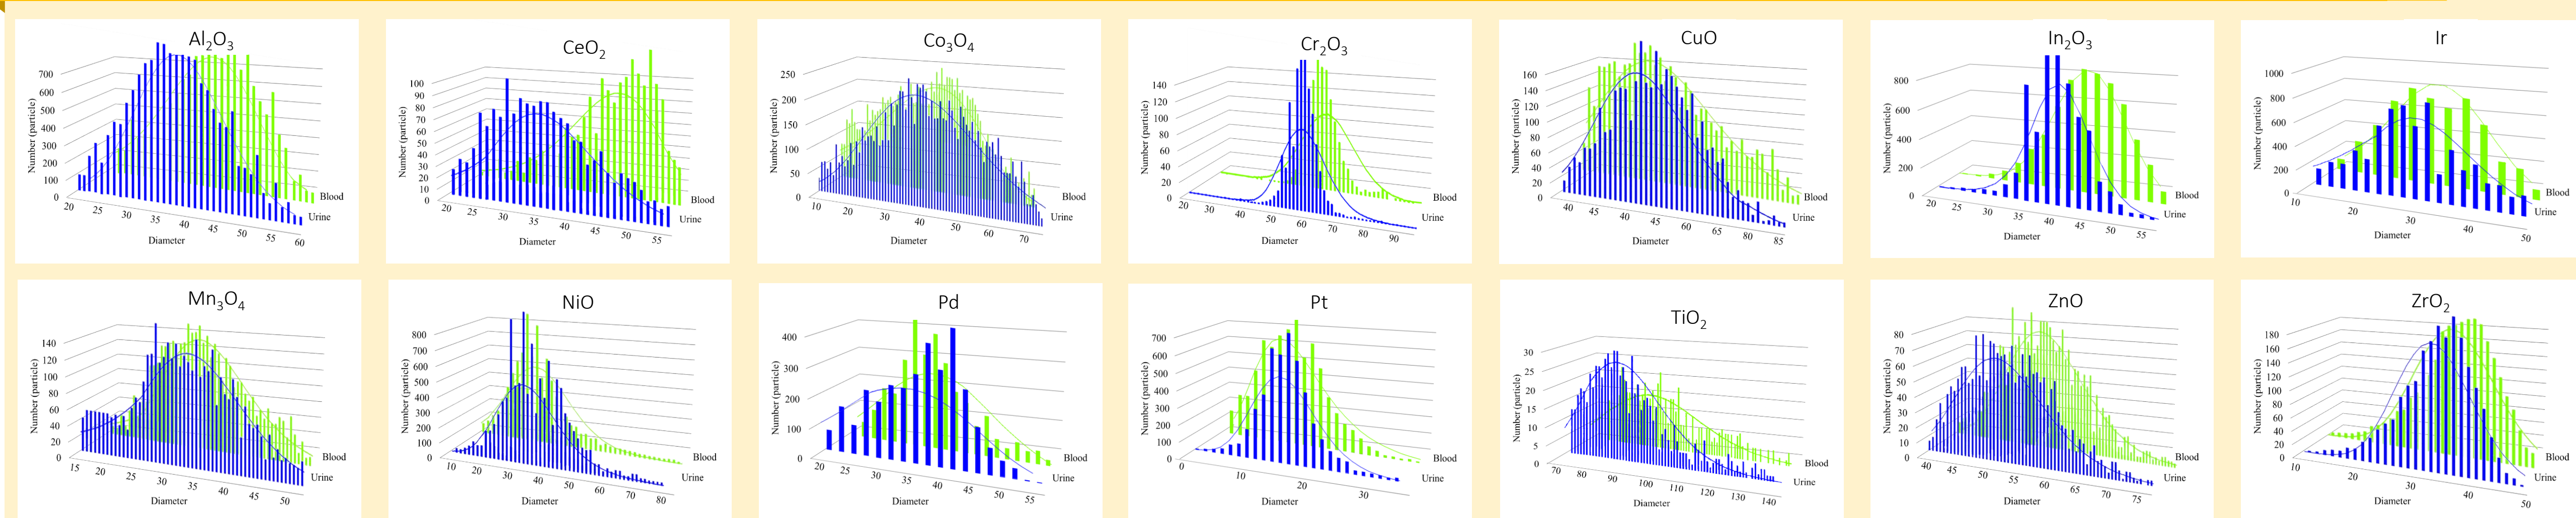 Al₂O₃
Number (particle)
700
600
500
400
300
200
100
0
20 25 30 35 40 45 50 55 60
Diameter
Blood
Urine
CeO₂
Number (particle)
100
90
80
70
60
50
40
30
20
10
0
20 25 30 35 40 45 50 55
Diameter
Blood
Urine
Co₃O₄
Number (particle)
250
200
150
100
50
0
10 20 30 40 50 60 70
Diameter
Blood
Urine
Cr₂O₃
Number (particle)
140
120
100
80
60
40
20
0
20 30 40 50 60 70 80 90
Diameter
Blood
Urine
CuO
Number (particle)
160
140
120
100
80
60
40
20
0
40 45 40 45 60 65 80 85
Diameter
Blood
Urine
In₂O₃
Number (particle)
800
600
400
200
0
20 25 30 35 40 45 50 55
Diameter
Blood
Urine
Ir
Number (particle)
1000
800
600
400
200
0
10 20 30 40 50
Diameter
Blood
Urine
Mn₃O₄
Number (particle)
140
120
100
80
60
40
20
0
15 20 25 30 35 40 45 50
Diameter
Blood
Urine
NiO
Number (particle)
800
700
600
500
400
300
200
100
0
10 20 30 40 50 60 70 80
Diameter
Blood
Urine
Pd
Number (particle)
400
300
200
100
0
20 25 30 35 40 45 50 55
Diameter
Blood
Urine
Pt
Number (particle)
700
600
500
400
300
200
100
0
0 10 20 30
Diameter
Blood
Urine
TiO₂
Number (particle)
30
25
20
15
10
5
0
70 80 90 100 110 120 130 140
Diameter
Blood
Urine
ZnO
Number (particle)
80
70
60
50
40
30
20
10
0
40 45 50 55 60 65 70 75
Diameter
Blood
Urine
ZrO₂
Number (particle)
180
160
140
120
100
80
60
40
20
0
10 20 30 40 50
Diameter
Blood
Urine